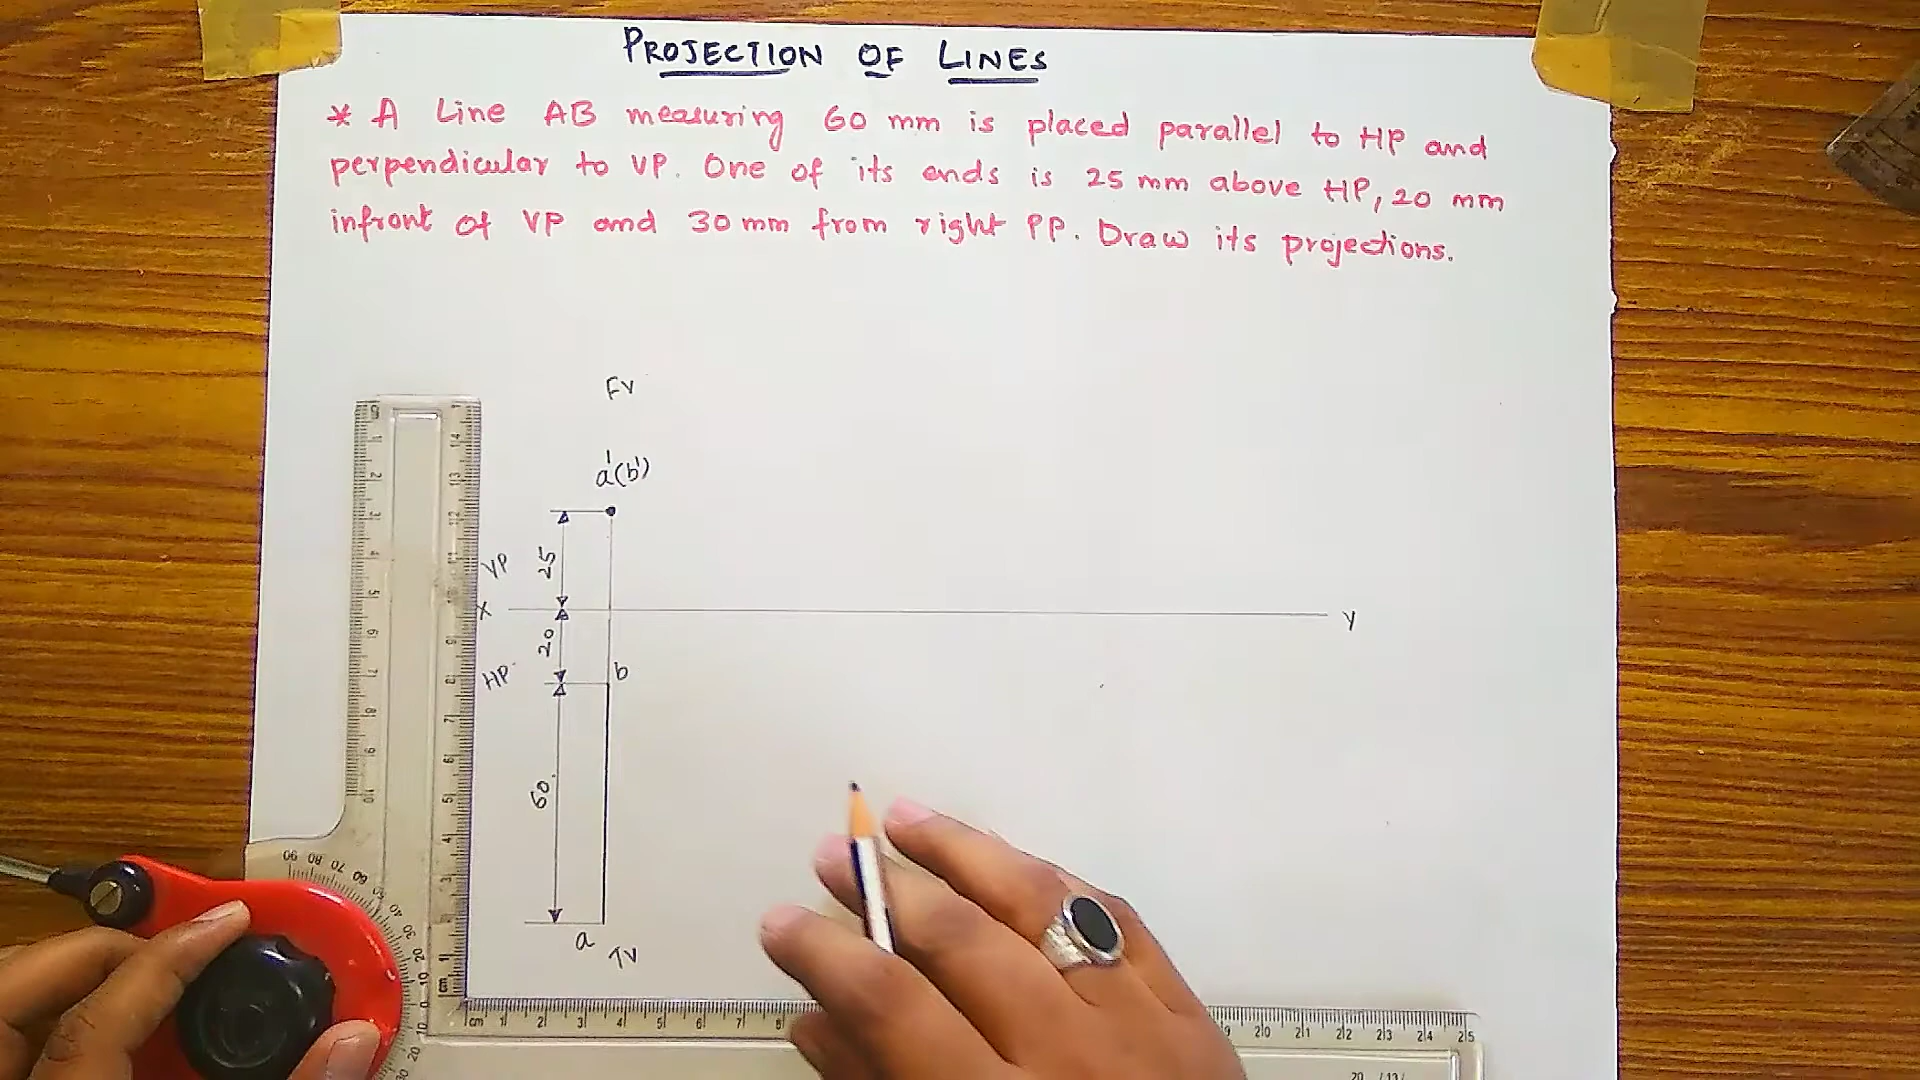 PROJECTION OF LINES
* A Line AB measuring 60 mm is placed parallel to HP and
perpendicular to VP. One of its ends is 25 mm above HP, 20 mm
infront of VP and 30 mm from right PP. Draw its projections.
FV
a'(b')
VP
25
X
Y
20
HP
b
60
a
TV